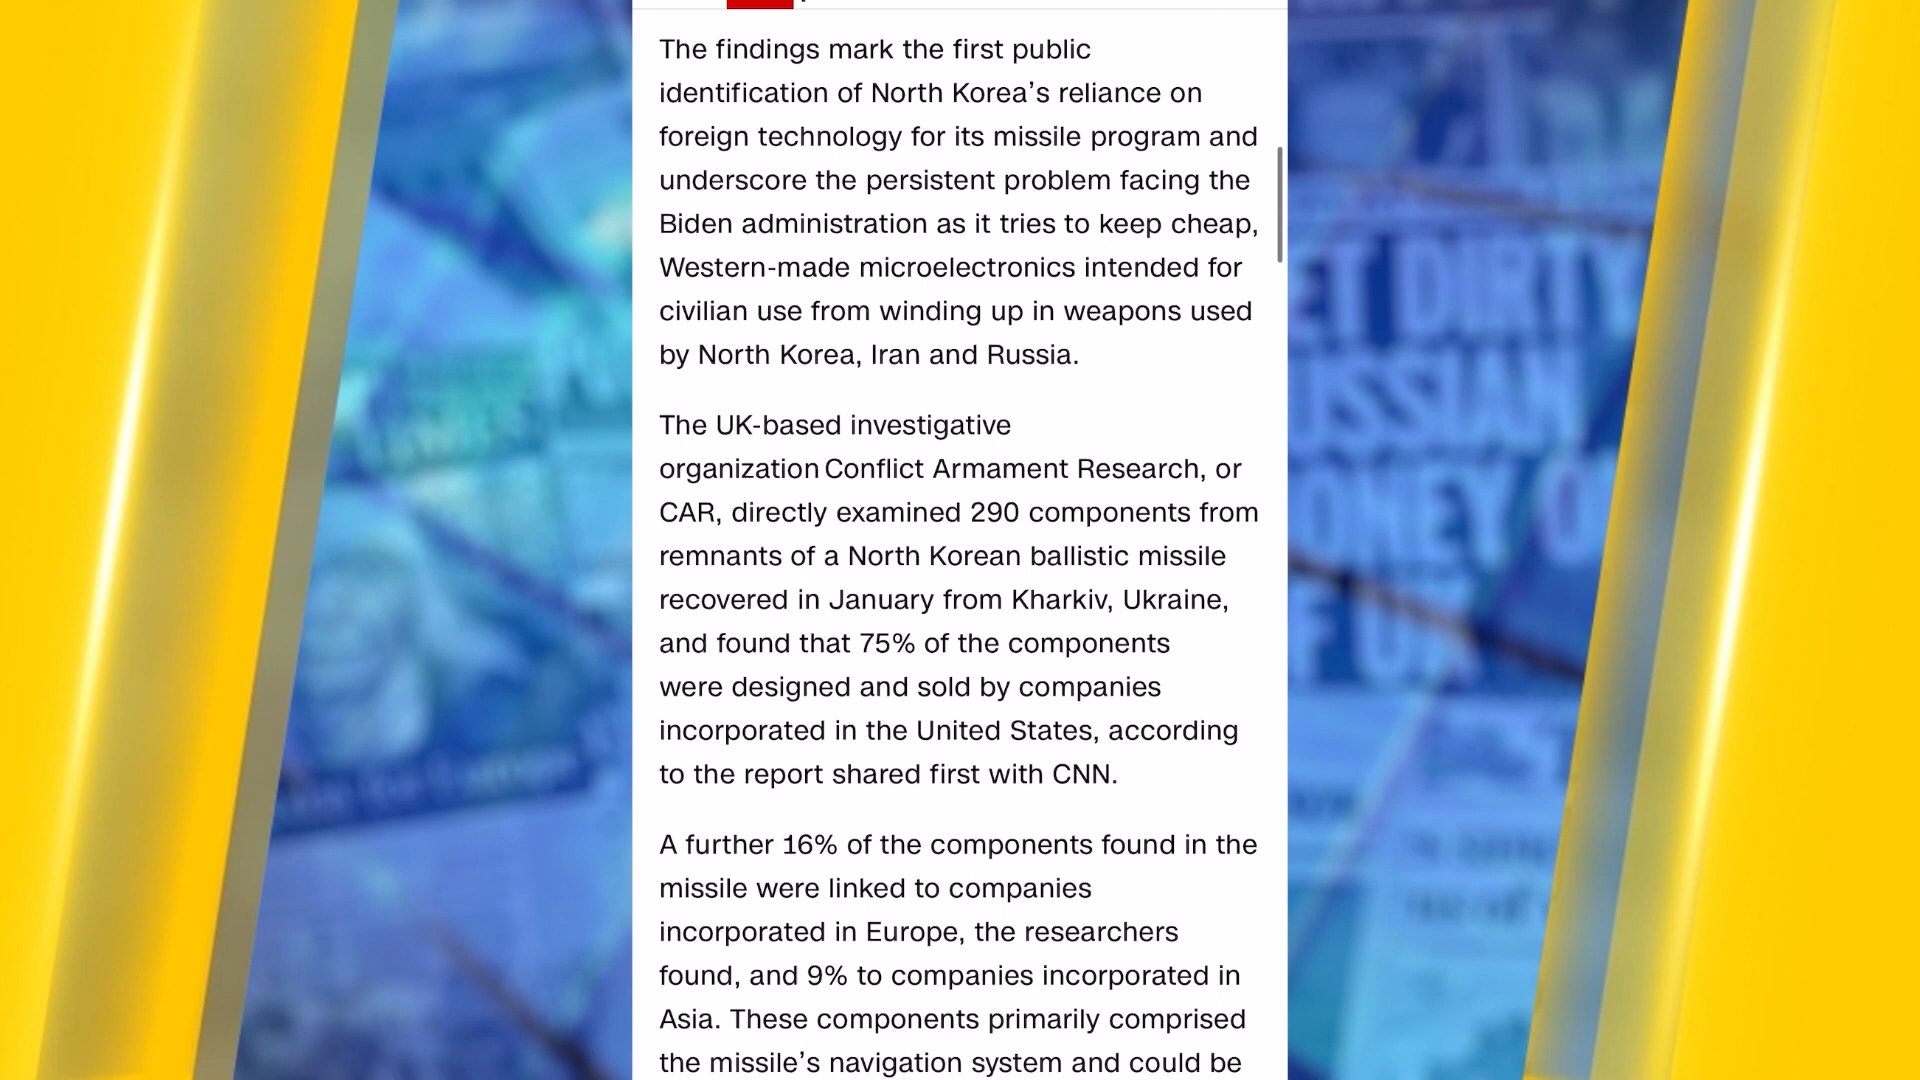 The findings mark the first public
identification of North Korea’s reliance on
foreign technology for its missile program and
underscore the persistent problem facing the
Biden administration as it tries to keep cheap,
Western-made microelectronics intended for
civilian use from winding up in weapons used
by North Korea, Iran and Russia.
The UK-based investigative
organization Conflict Armament Research, or
CAR, directly examined 290 components from
remnants of a North Korean ballistic missile
recovered in January from Kharkiv, Ukraine,
and found that 75% of the components
were designed and sold by companies
incorporated in the United States, according
to the report shared first with CNN.
A further 16% of the components found in the
missile were linked to companies
incorporated in Europe, the researchers
found, and 9% to companies incorporated in
Asia. These components primarily comprised
the missile’s navigation system and could be
ET DIRTY
USSIAN
ONEY O
F UK